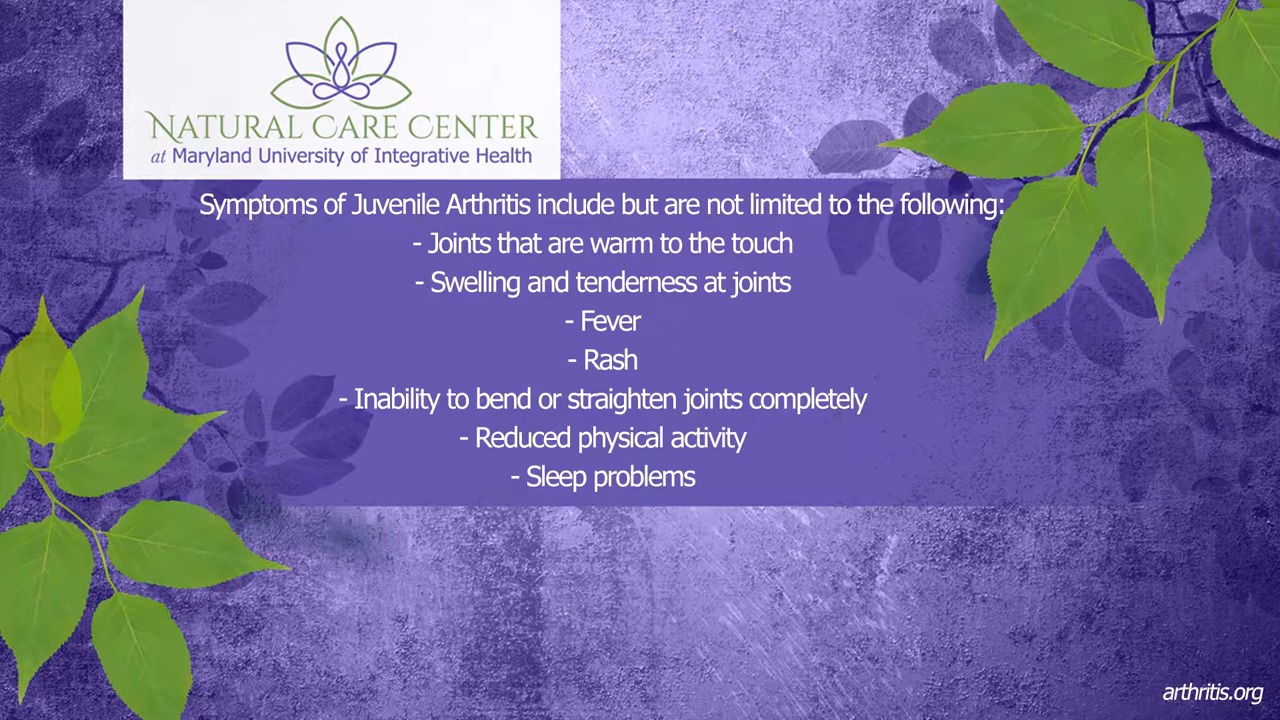 NATURAL CARE CENTER
at Maryland University of Integrative Health
Symptoms of Juvenile Arthritis include but are not limited to the following:
- Joints that are warm to the touch
- Swelling and tenderness at joints
- Fever
- Rash
- Inability to bend or straighten joints completely
- Reduced physical activity
- Sleep problems
arthritis.org